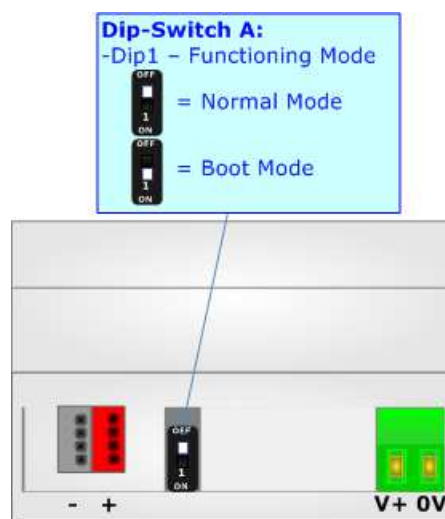 Dip-Switch A:
-Dip1 – Functioning Mode
OFF
1
ON
= Normal Mode
OFF
1
ON
= Boot Mode
OFF
1
ON
- +
V+ 0V